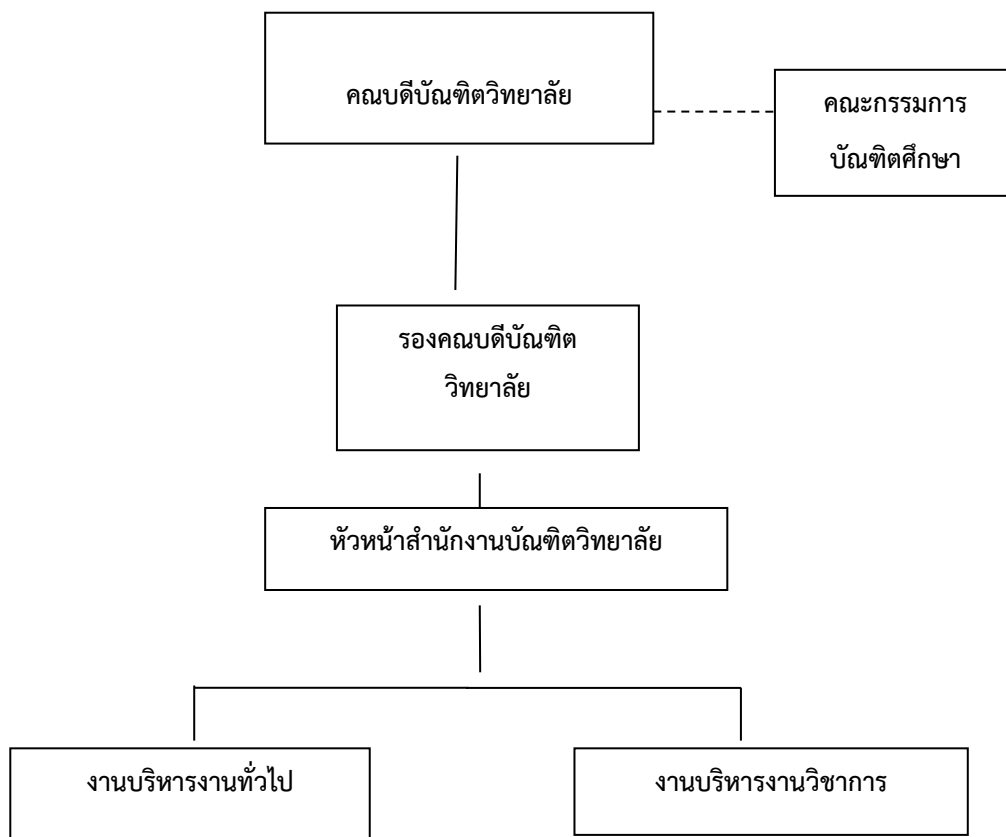 คณบดีบัณฑิตวิทยาลัย
คณะกรรมการ
บัณฑิตศึกษา
รองคณบดีบัณฑิต
วิทยาลัย
หัวหน้าสำนักงานบัณฑิตวิทยาลัย
งานบริหารงานทั่วไป
งานบริหารงานวิชาการ